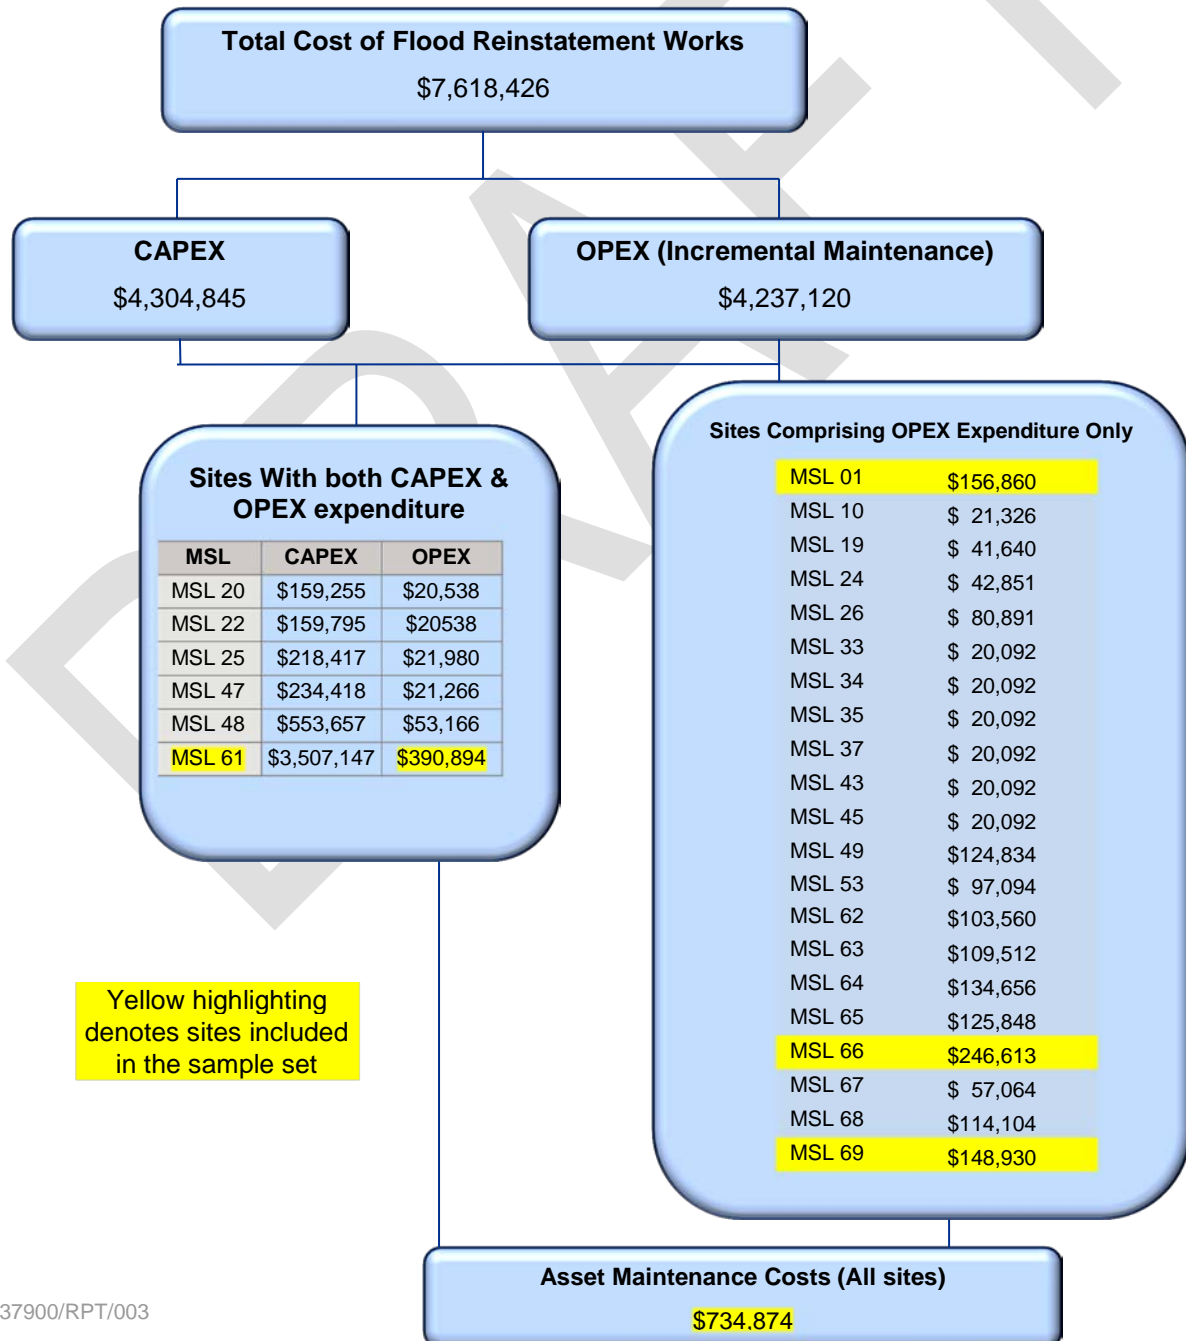 Total Cost of Flood Reinstatement Works
$7,618,426
CAPEX
$4,304,845
OPEX (Incremental Maintenance)
$4,237,120
Sites With both CAPEX &
OPEX expenditure
MSL CAPEX OPEX
MSL 20 $159,255 $20,538
MSL 22 $159,795 $20538
MSL 25 $218,417 $21,980
MSL 47 $234,418 $21,266
MSL 48 $553,657 $53,166
MSL 61 $3,507,147 $390,894
Sites Comprising OPEX Expenditure Only
MSL 01 $156,860
MSL 10 $ 21,326
MSL 19 $ 41,640
MSL 24 $ 42,851
MSL 26 $ 80,891
MSL 33 $ 20,092
MSL 34 $ 20,092
MSL 35 $ 20,092
MSL 37 $ 20,092
MSL 43 $ 20,092
MSL 45 $ 20,092
MSL 49 $124,834
MSL 53 $ 97,094
MSL 62 $103,560
MSL 63 $109,512
MSL 64 $134,656
MSL 65 $125,848
MSL 66 $246,613
MSL 67 $ 57,064
MSL 68 $114,104
MSL 69 $148,930
Yellow highlighting
denotes sites included
in the sample set
Asset Maintenance Costs (All sites)
$734,874
37900/RPT/003
DRAFT